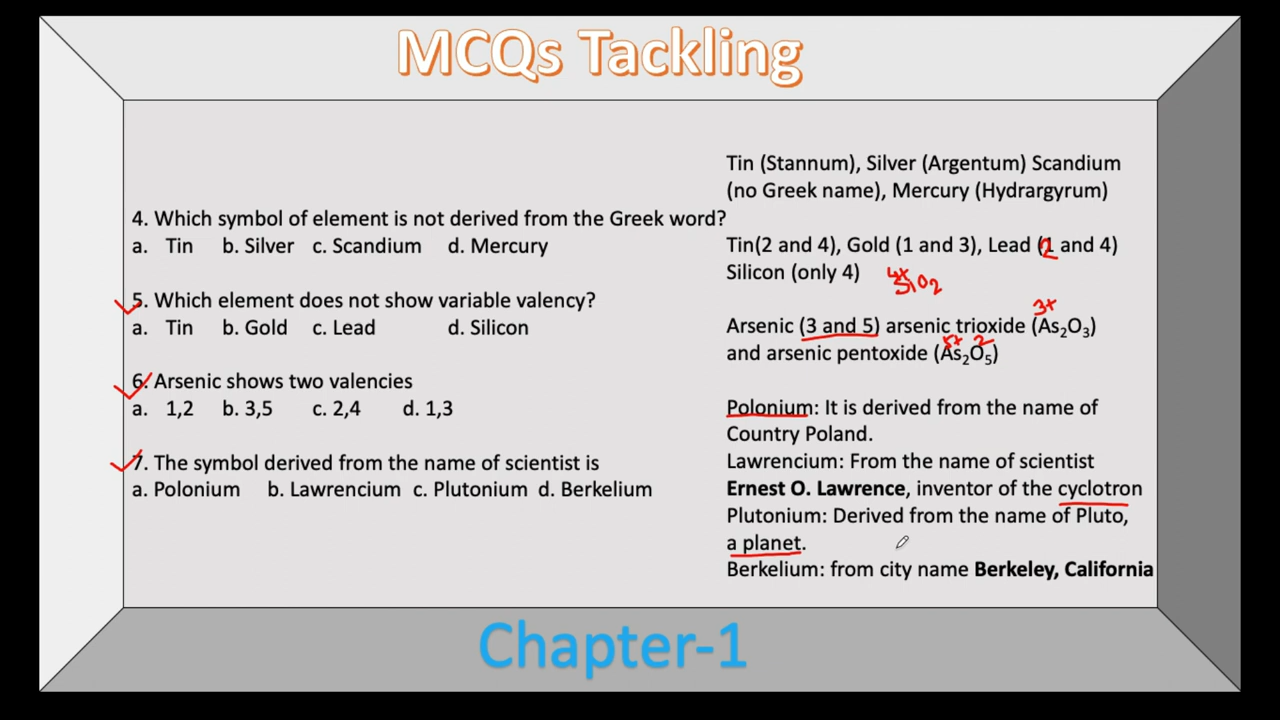 MCQs Tackling
4. Which symbol of element is not derived from the Greek word?
a. Tin b. Silver c. Scandium d. Mercury
5. Which element does not show variable valency?
a. Tin b. Gold c. Lead d. Silicon
6. Arsenic shows two valencies
a. 1,2 b. 3,5 c. 2,4 d. 1,3
7. The symbol derived from the name of scientist is
a. Polonium b. Lawrencium c. Plutonium d. Berkelium
Tin (Stannum), Silver (Argentum) Scandium
(no Greek name), Mercury (Hydrargyrum)
Tin(2 and 4), Gold (1 and 3), Lead (2 and 4)
Silicon (only 4)
4+
SiO2
3+
Arsenic (3 and 5) arsenic trioxide (As₂O₃)
5+ 2
and arsenic pentoxide (As₂O₅)
Polonium: It is derived from the name of
Country Poland.
Lawrencium: From the name of scientist
Ernest O. Lawrence, inventor of the cyclotron
Plutonium: Derived from the name of Pluto,
a planet.
Berkelium: from city name Berkeley, California
Chapter-1